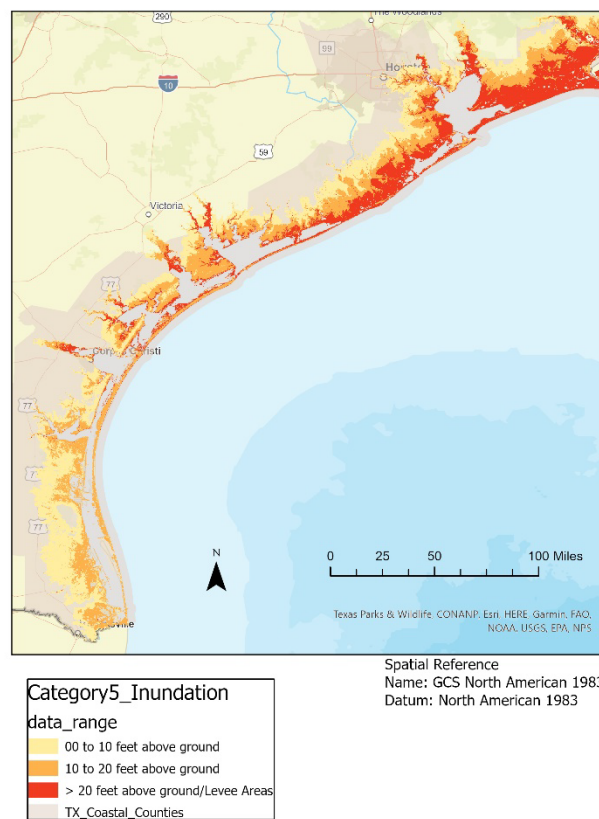 290
The Woodlands
99
10
59
Victoria
77
Christi
77
77
N
0 50 100 Miles
Texas Parks & Wildlife, CONANP, Esri, HERE, Garmin, FAO,
NOAA, USGS, EPA, NPS
Spatial Reference
Name: GCS North American 1983
Datum: North American 1983
Category5_Inundation
data_range
00 to 10 feet above ground
10 to 20 feet above ground
> 20 feet above ground/Levee Areas
TX_Coastal_Counties